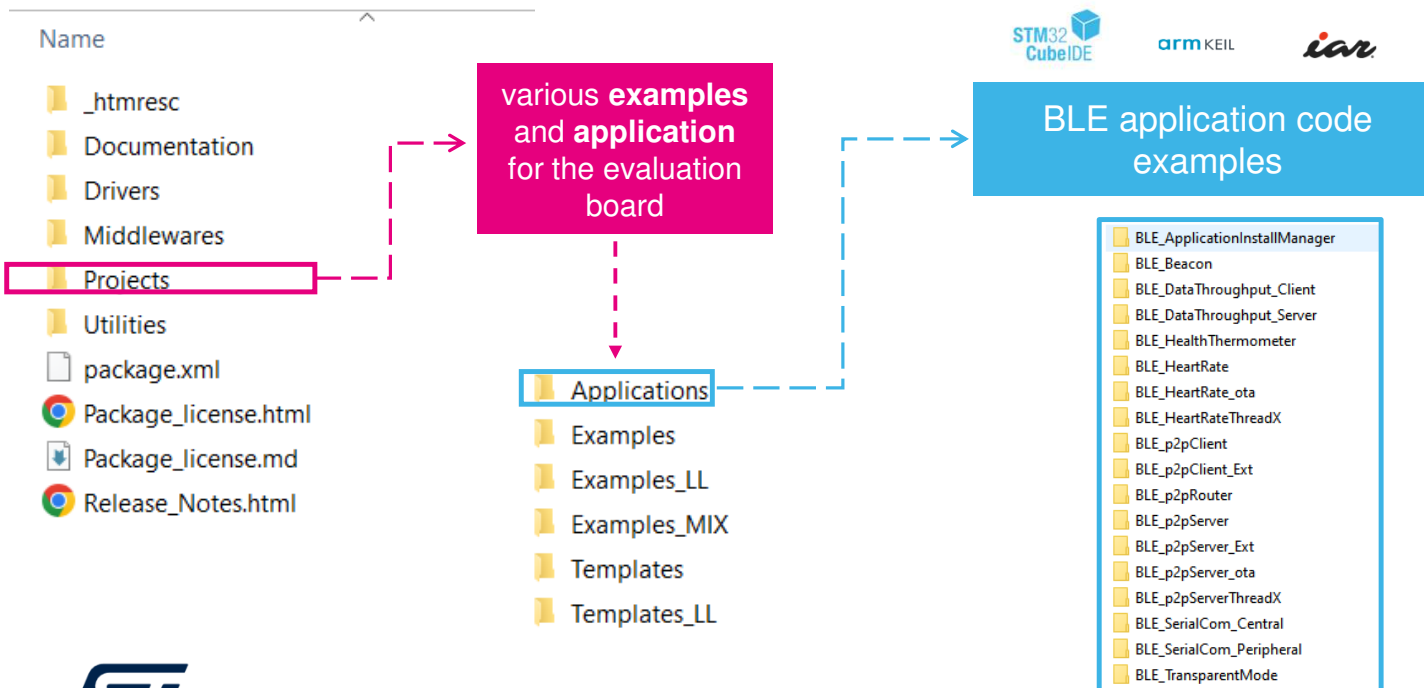 Name
_htmresc
Documentation
Drivers
Middlewares
Projects
Utilities
package.xml
Package_license.html
Package_license.md
Release_Notes.html
various examples
and application
for the evaluation
board
Applications
Examples
Examples_LL
Examples_MIX
Templates
Templates_LL
STM32
CubeIDE
arm KEIL
iar
BLE application code
examples
BLE_ApplicationInstallManager
BLE_Beacon
BLE_DataThroughput_Client
BLE_DataThroughput_Server
BLE_HealthThermometer
BLE_HeartRate
BLE_HeartRate_ota
BLE_HeartRateThreadX
BLE_p2pClient
BLE_p2pClient_Ext
BLE_p2pRouter
BLE_p2pServer
BLE_p2pServer_Ext
BLE_p2pServer_ota
BLE_p2pServerThreadX
BLE_SerialCom_Central
BLE_SerialCom_Peripheral
BLE_TransparentMode